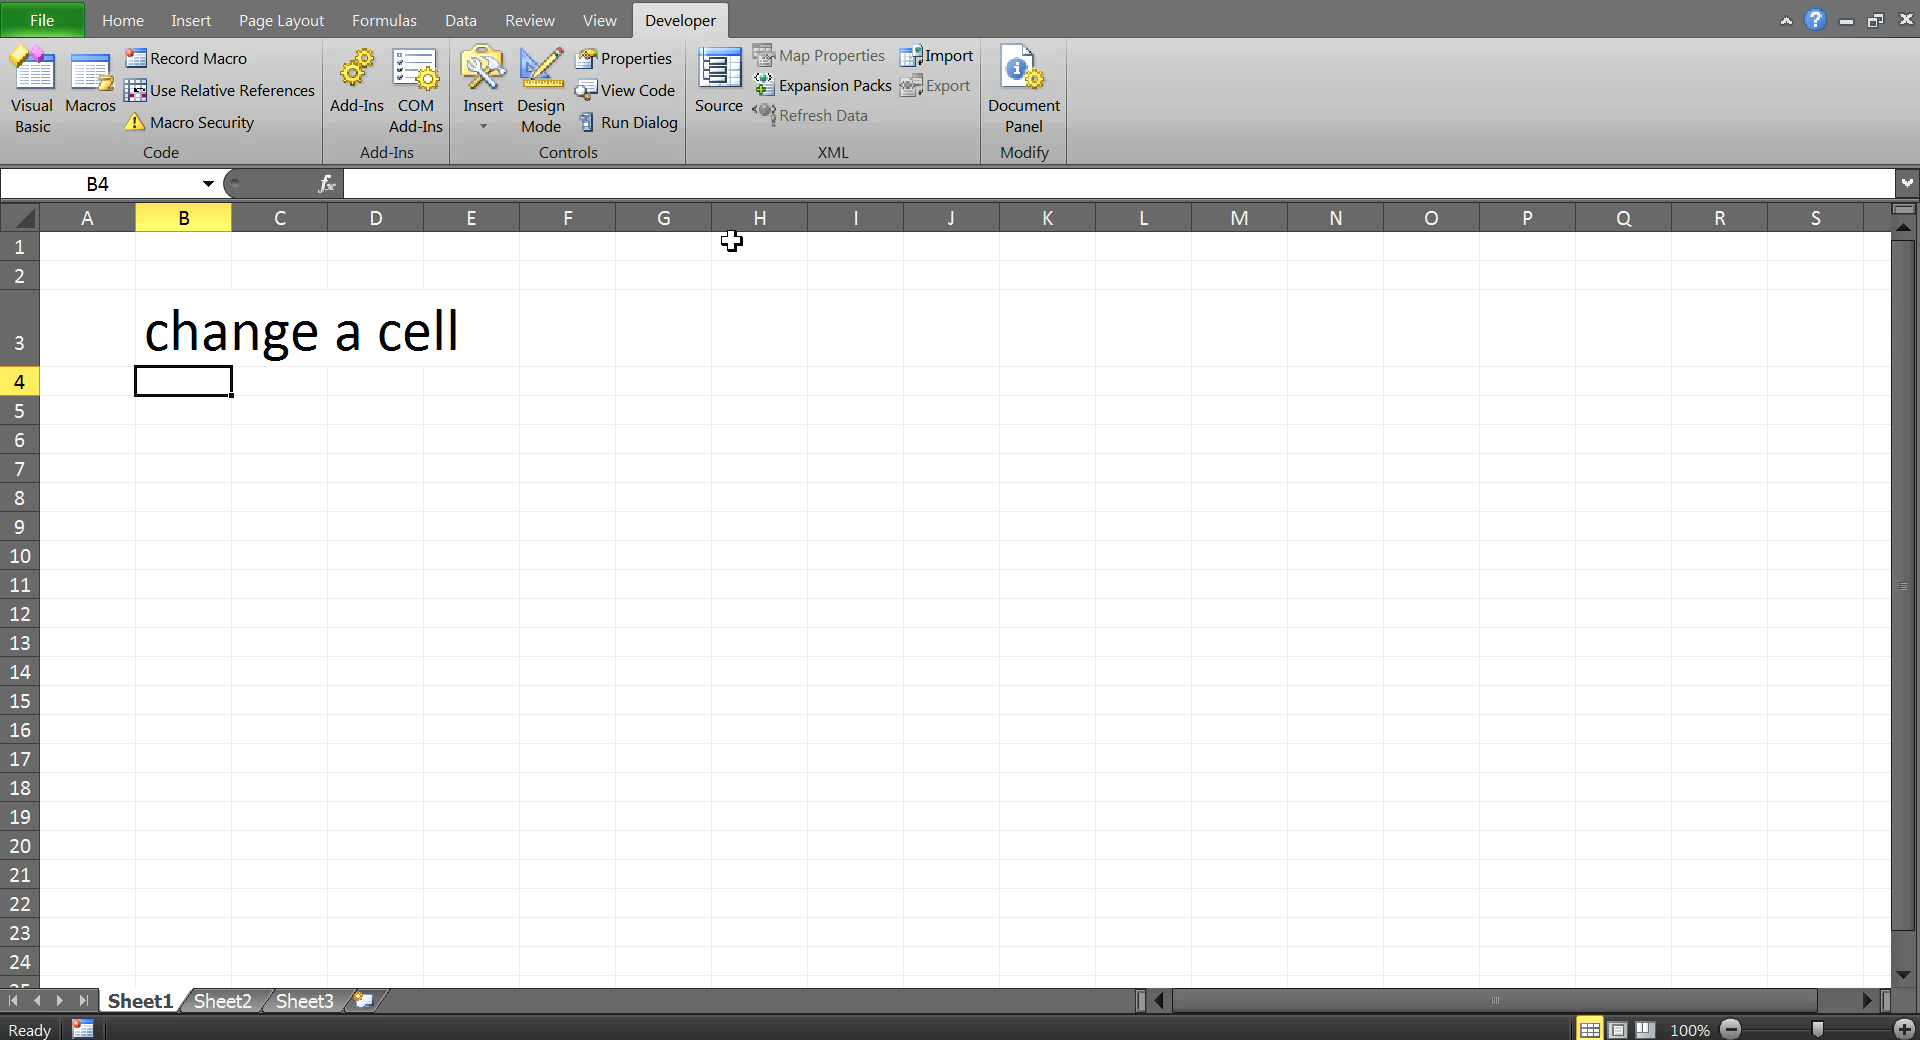 File Home Insert Page Layout Formulas Data Review View Developer
Visual Basic
Macros
Record Macro
Use Relative References
Macro Security
Code
Add-Ins
COM Add-Ins
Add-Ins
Insert
Design Mode
Properties
View Code
Run Dialog
Controls
Source
Map Properties
Expansion Packs
Refresh Data
Import
Export
XML
Document Panel
Modify
B4
fx
A B C D E F G H I J K L M N O P Q R S
1
2
3 change a cell
4
5
6
7
8
9
10
11
12
13
14
15
16
17
18
19
20
21
22
23
24
Sheet1 Sheet2 Sheet3
Ready 100%